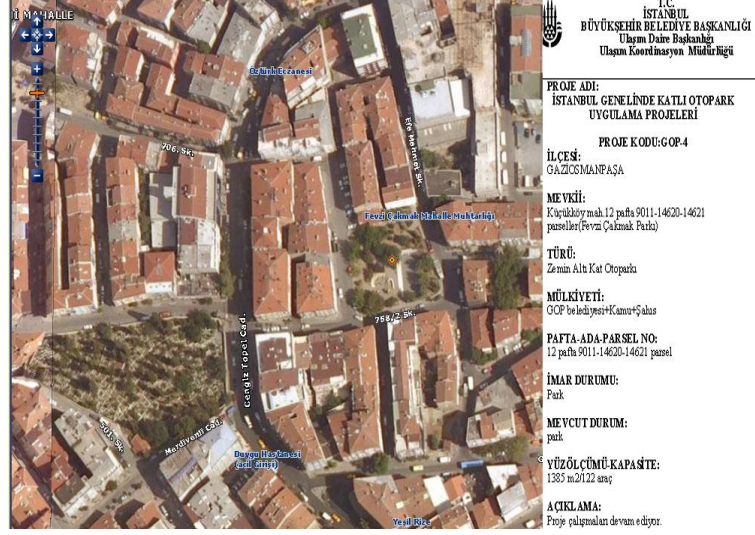 İ MAHALLE
Öztürk Eczanesi
706. Sk.
Efe Mehmet Sk.
Fevzi Çakmak Mahalle Muhtarlığı
758/2 Sk.
Cengiz Topel Cad.
501. Sk.
Merdivenli Cad.
Duygu Hastanesi
(acil Girişi)
Yeşil Rize
T.C.
İSTANBUL
BÜYÜKŞEHİR BELEDİYE BAŞKANLIĞI
Ulaşım Daire Başkanlığı
Ulaşım Koordinasyon Müdürlüğü
PROJE ADI:
İSTANBUL GENELİNDE KATLI OTOPARK
UYGULAMA PROJELERİ
PROJE KODU:GOP-4
İLÇESİ:
GAZİOSMANPAŞA
MEVKİİ:
Küçükköy mah.12 pafta 9011-14620-14621
parseller(Fevzi Çakmak Parkı)
TÜRÜ:
Zemin Altı Kat Otoparkı
MÜLKİYETİ:
GOP belediyesi+Kamu+Şahıs
PAFTA-ADA-PARSEL NO:
12 pafta 9011-14620-14621 parsel
İMAR DURUMU:
Park
MEVCUT DURUM:
park
YÜZÖLÇÜMÜ-KAPASİTE:
1385 m2/122 araç
AÇIKLAMA:
Proje çalışmaları devam ediyor.